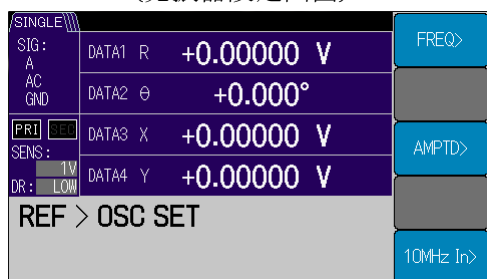 SINGLE
SIG:
A
AC
GND
PRI SEC
SENS:
1V
DR: LOW
DATA1 R +0.00000 V
DATA2 θ +0.000°
DATA3 X +0.00000 V
DATA4 Y +0.00000 V
REF > OSC SET
FREQ>
AMPTD>
10MHz In>